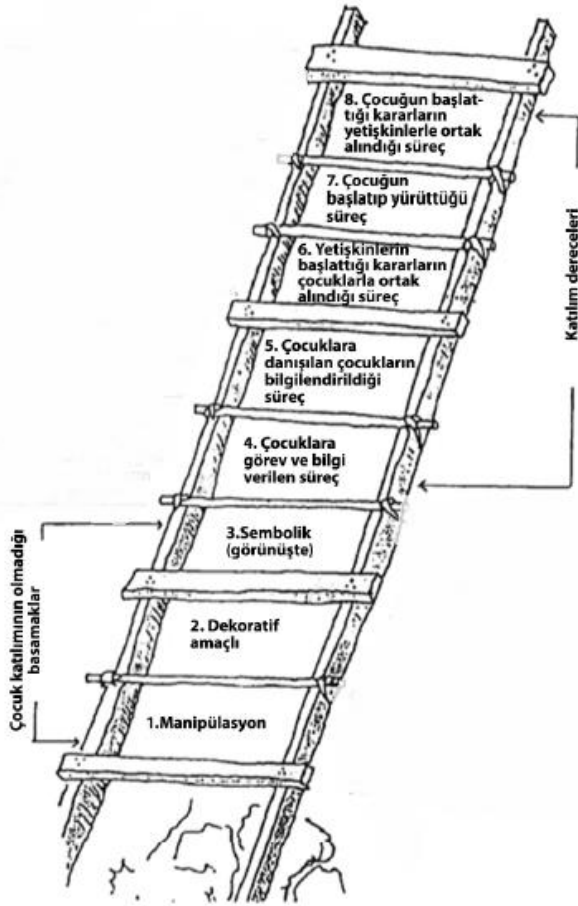 8. Çocuğun başlat-
tığı kararların
yetişkinlerle ortak
alındığı süreç
7. Çocuğun
başlatıp yürüttüğü
süreç
6. Yetişkinlerin
başlattığı kararların
çocuklarla ortak
alındığı süreç
5. Çocuklara
danışılan çocukların
bilgilendirildiği
süreç
4. Çocuklara
görev ve bilgi
verilen süreç
3.Sembolik
(görünüşte)
2. Dekoratif
amaçlı
1.Manipülasyon
Katılım dereceleri
Çocuk katılımının olmadığı
basamaklar